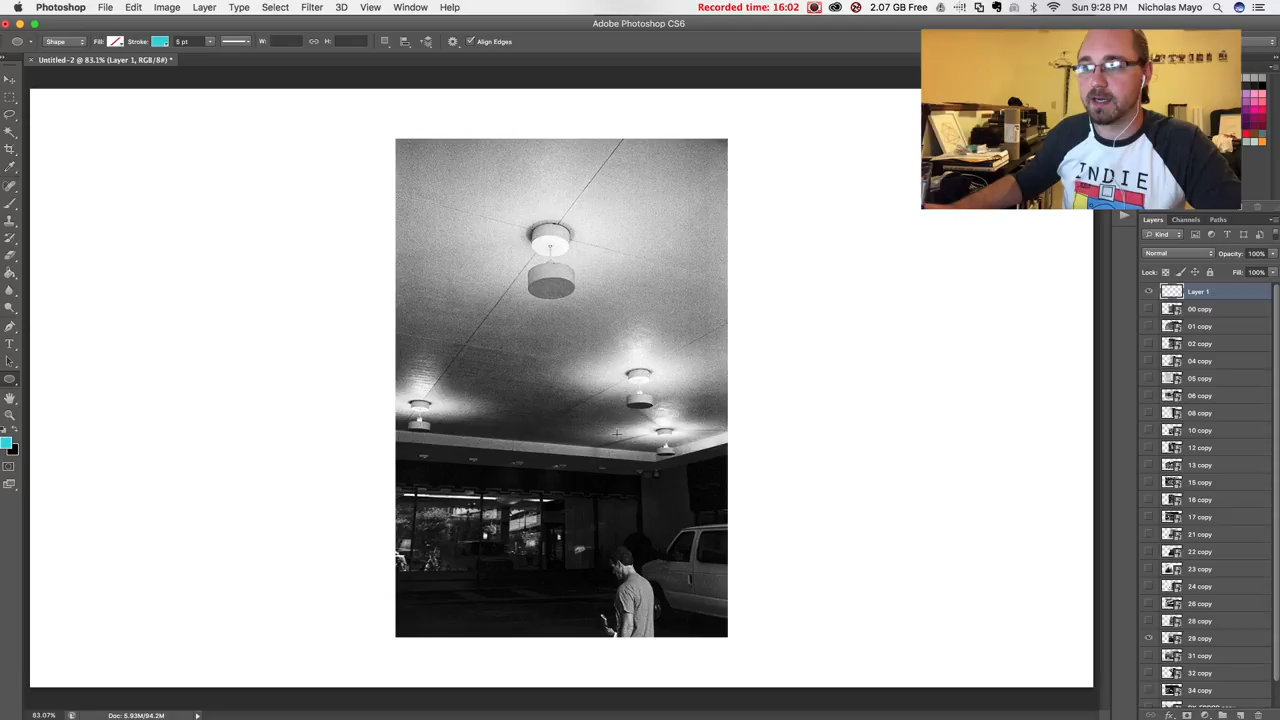 Photoshop File Edit Image Layer Type Select Filter 3D View Window Help Recorded time: 16:02 2.07 GB Free Sun 9:28 PM Nicholas Mayo
Adobe Photoshop CS6
Shape Fill: Stroke: 5 pt W: H: Align Edges
Untitled-2 @ 83.1% (Layer 1, RGB/8#) *
INDIE
Layers Channels Paths
Kind
Normal Opacity: 100%
Lock: Fill: 100%
Layer 1
00 copy
01 copy
02 copy
04 copy
05 copy
06 copy
08 copy
10 copy
12 copy
13 copy
15 copy
16 copy
17 copy
21 copy
22 copy
23 copy
24 copy
26 copy
28 copy
29 copy
31 copy
32 copy
34 copy
83.07% Doc: 5.93M/94.2M